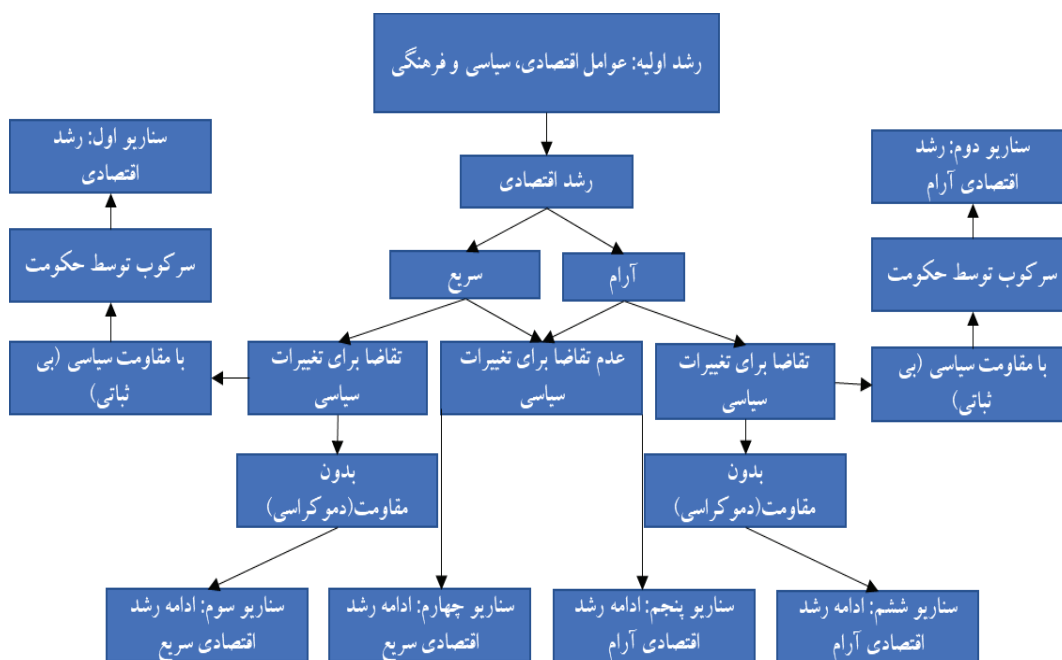 رشد اولیه: عوامل اقتصادی، سیاسی و فرهنگی
سناریو اول: رشد
اقتصادی
سناریو دوم: رشد
اقتصادی آرام
رشد اقتصادی
سرکوب توسط حکومت
سریع
آرام
سرکوب توسط حکومت
با مقاومت سیاسی (بی
ثباتی)
تقاضا برای تغییرات
سیاسی
عدم تقاضا برای تغییرات
سیاسی
تقاضا برای تغییرات
سیاسی
با مقاومت سیاسی (بی
ثباتی)
بدون
مقاومت(دموکراسی)
بدون
مقاومت(دموکراسی)
سناریو سوم: ادامه رشد
اقتصادی سریع
سناریو چهارم: ادامه رشد
اقتصادی سریع
سناریو پنجم: ادامه رشد
اقتصادی آرام
سناریو ششم: ادامه رشد
اقتصادی آرام